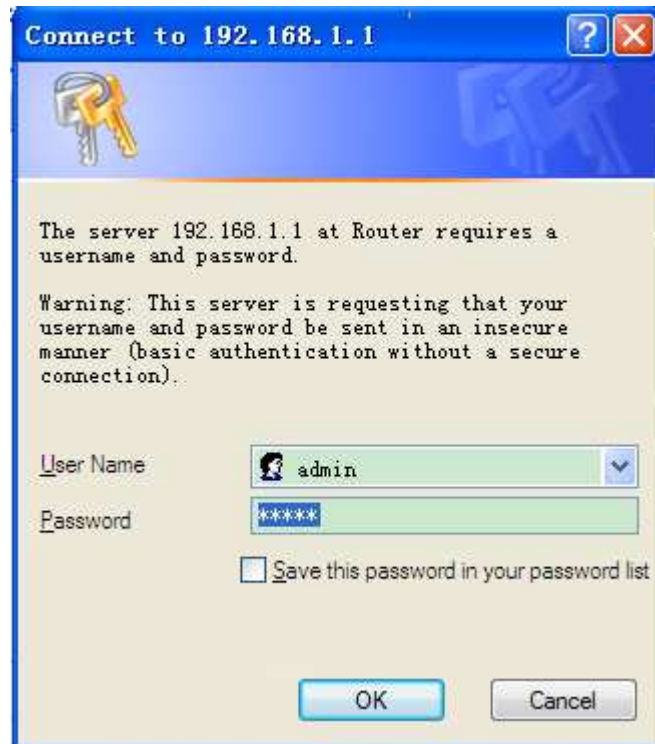 Connect to 192.168.1.1
The server 192.168.1.1 at Router requires a
username and password.
Warning: This server is requesting that your
username and password be sent in an insecure
manner (basic authentication without a secure
connection).
User Name
admin
Password
*****
Save this password in your password list
OK
Cancel